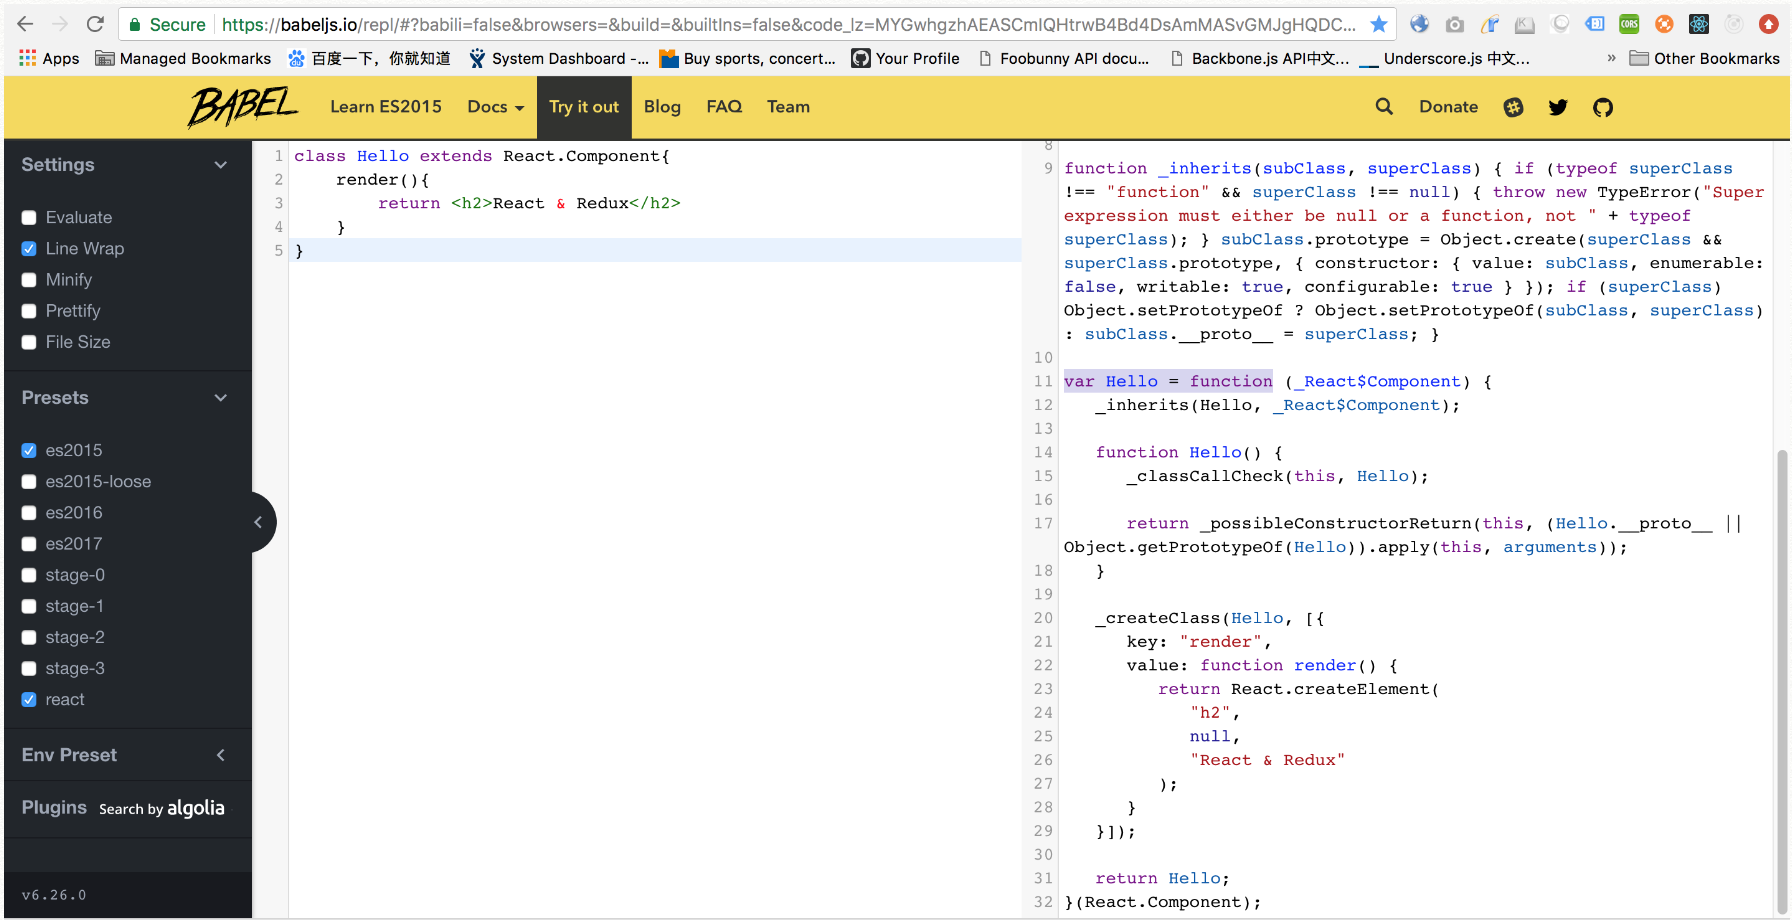 Secure https://babeljs.io/repl/#?babili=false&browsers=&build=&builtIns=false&code_lz=MYGwhgzhAEASCmIQHtrwB4Bd4DsAmMASvGMJgHQDC...
Apps Managed Bookmarks 百度一下，你就知道 System Dashboard -... Buy sports, concert... Your Profile Foobunny API docu... Backbone.js API中文... Underscore.js 中文... » Other Bookmarks
BABEL Learn ES2015 Docs Try it out Blog FAQ Team Donate
Settings
Evaluate
Line Wrap
Minify
Prettify
File Size
Presets
es2015
es2015-loose
es2016
es2017
stage-0
stage-1
stage-2
stage-3
react
Env Preset
Plugins Search by algolia
v6.26.0
1 class Hello extends React.Component{
2 render(){
3 return <h2>React & Redux</h2>
4 }
5 }
8
9 function _inherits(subClass, superClass) { if (typeof superClass
!== "function" && superClass !== null) { throw new TypeError("Super
expression must either be null or a function, not " + typeof
superClass); } subClass.prototype = Object.create(superClass &&
superClass.prototype, { constructor: { value: subClass, enumerable:
false, writable: true, configurable: true } }); if (superClass)
Object.setPrototypeOf ? Object.setPrototypeOf(subClass, superClass)
: subClass.__proto__ = superClass; }
10
11 var Hello = function (_React$Component) {
12 _inherits(Hello, _React$Component);
13
14 function Hello() {
15 _classCallCheck(this, Hello);
16
17 return _possibleConstructorReturn(this, (Hello.__proto__ ||
Object.getPrototypeOf(Hello)).apply(this, arguments));
18 }
19
20 _createClass(Hello, [{
21 key: "render",
22 value: function render() {
23 return React.createElement(
24 "h2",
25 null,
26 "React & Redux"
27 );
28 }
29 }]);
30
31 return Hello;
32 }(React.Component);